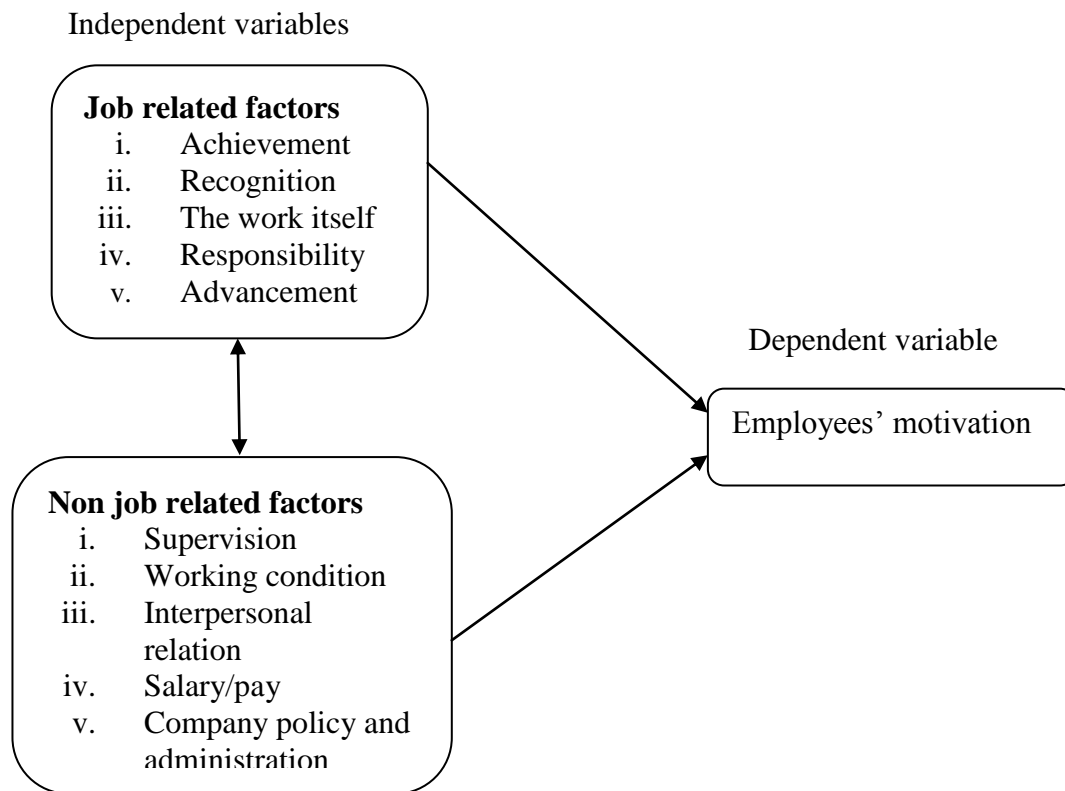 Independent variables
Job related factors
i. Achievement
ii. Recognition
iii. The work itself
iv. Responsibility
v. Advancement
Dependent variable
Employees’ motivation
Non job related factors
i. Supervision
ii. Working condition
iii. Interpersonal
relation
iv. Salary/pay
v. Company policy and
administration